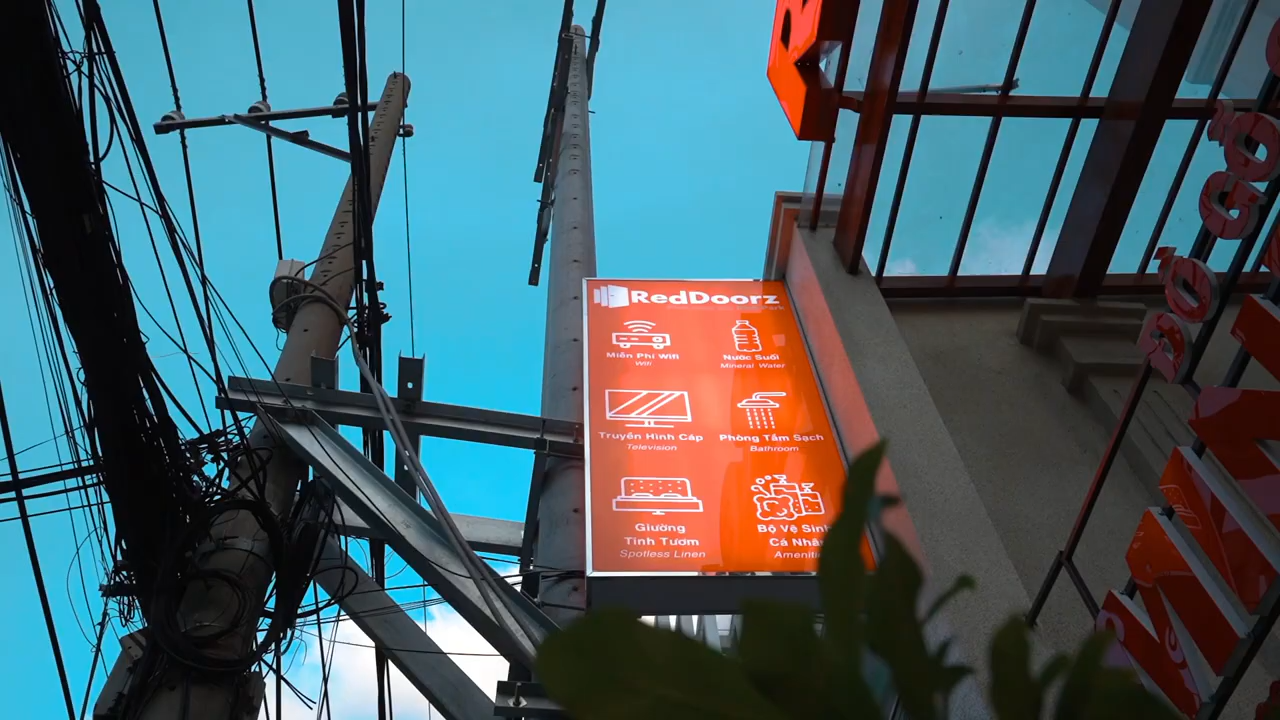 RedDoorz
Miễn Phí Wifi
Wifi
Nước Suối
Mineral Water
Truyền Hình Cáp
Television
Phòng Tắm Sạch
Bathroom
Giường
Tinh Tươm
Spotless Linen
Bộ Vệ Sinh
Cá Nhân
R